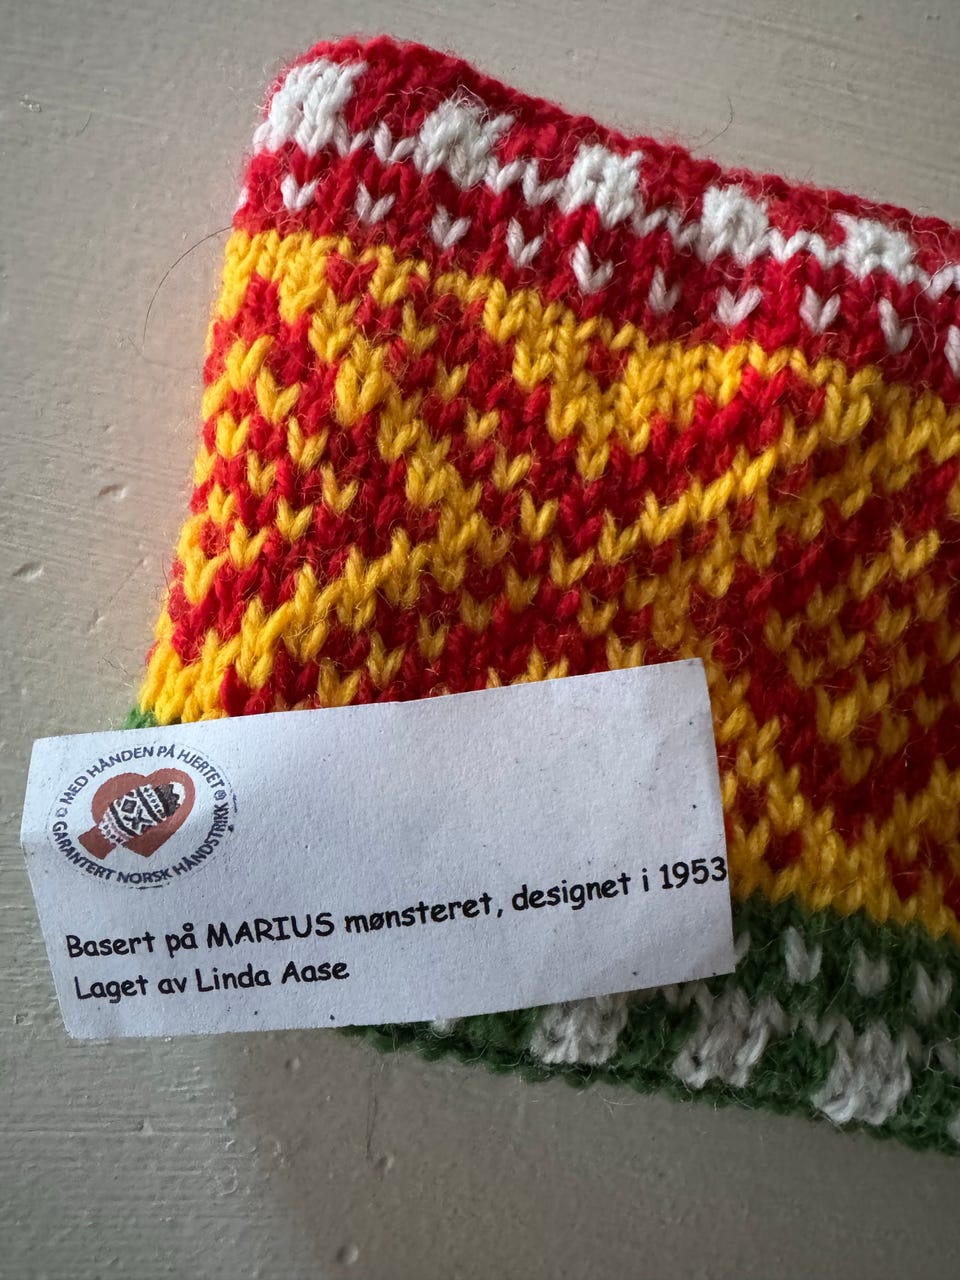 MED HÅNDEN PÅ HJERTET
GARANTERT NORSK HÅNDSTRIKK
Basert på MARIUS mønsteret, designet i 1953
Laget av Linda Aase